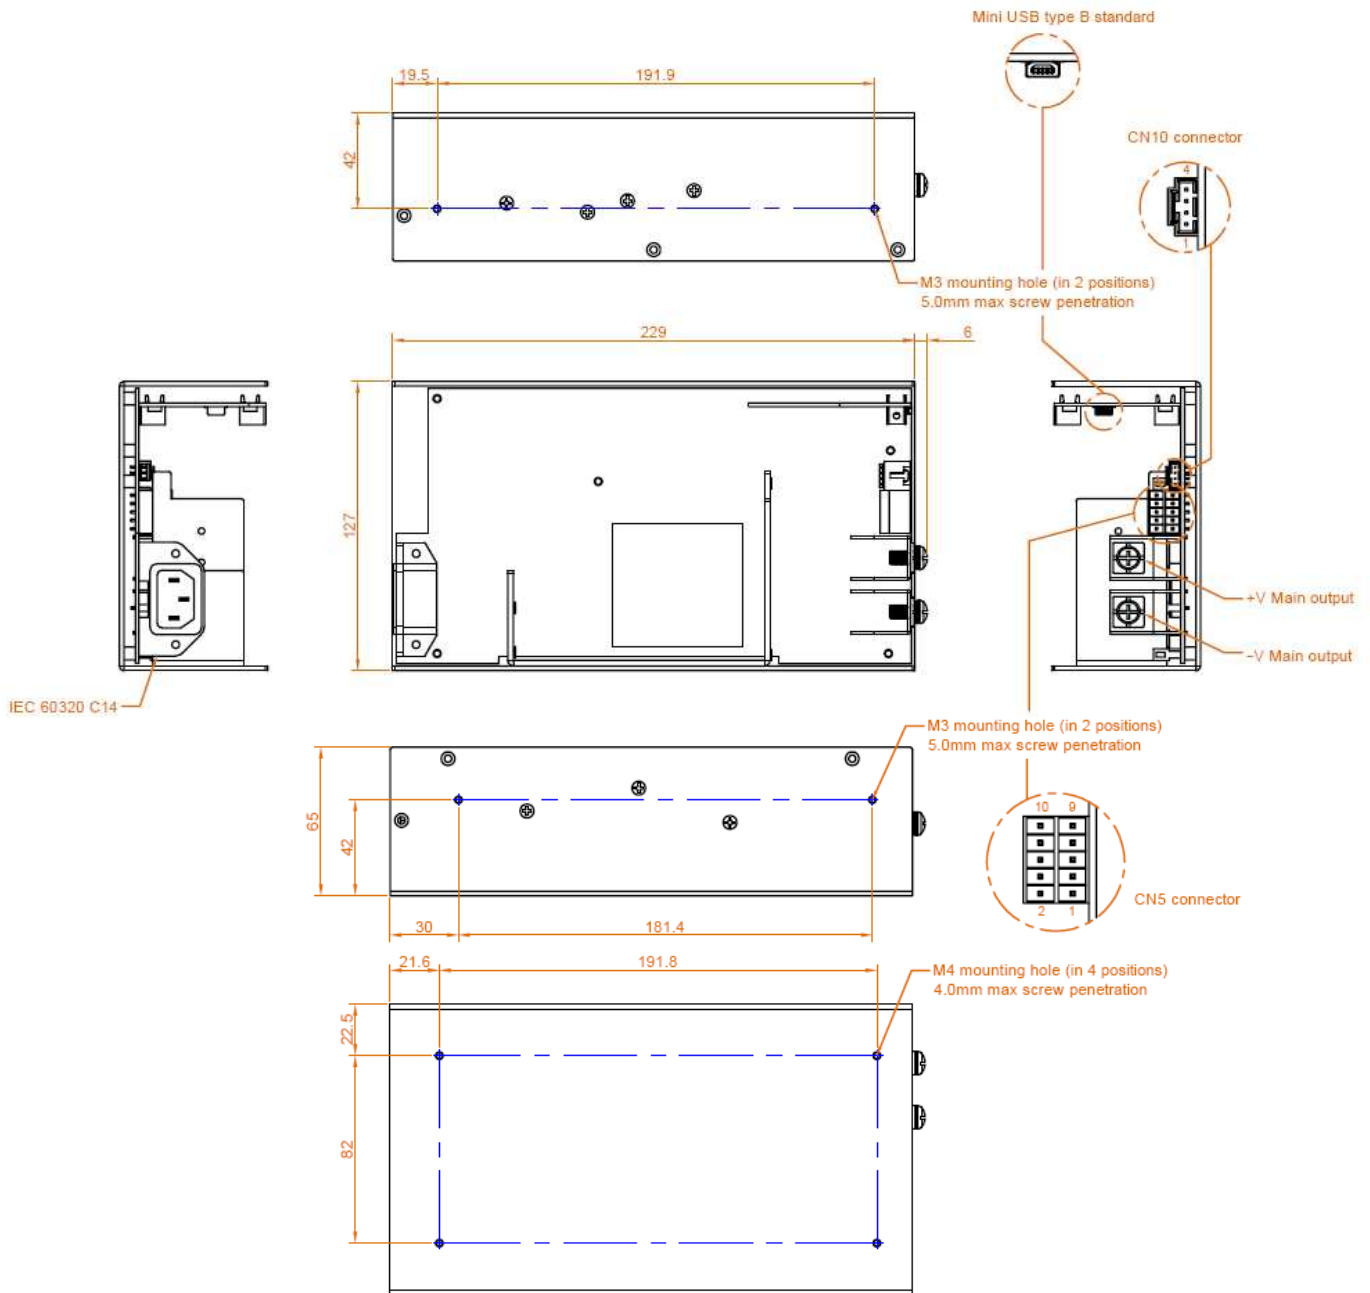 Mini USB type B standard
19.5
191.9
42
CN10 connector
4
1
M3 mounting hole (in 2 positions)
5.0mm max screw penetration
229
6
127
+V Main output
-V Main output
IEC 60320 C14
M3 mounting hole (in 2 positions)
5.0mm max screw penetration
65
42
10 9
2 1
CN5 connector
30
181.4
21.6
191.8
M4 mounting hole (in 4 positions)
4.0mm max screw penetration
22.5
82